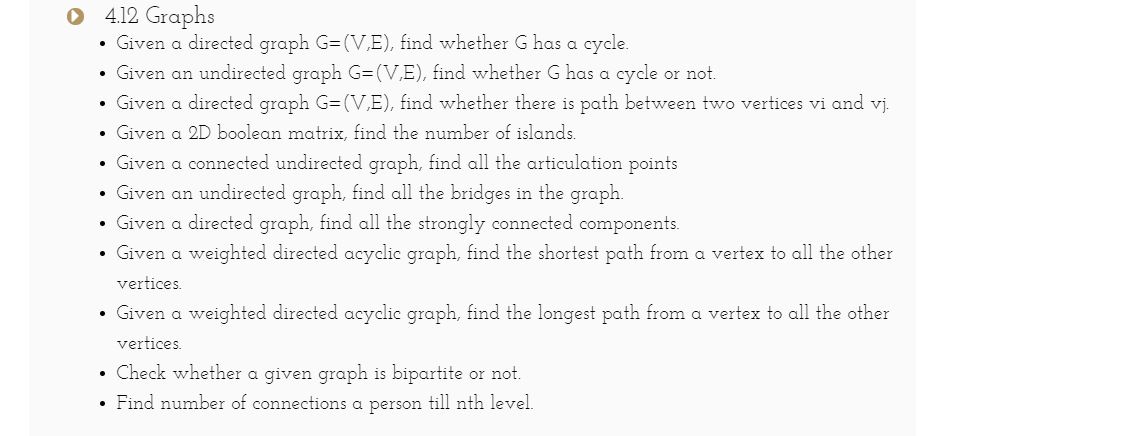 4.12 Graphs
• Given a directed graph G=(V,E), find whether G has a cycle.
• Given an undirected graph G=(V,E), find whether G has a cycle or not.
• Given a directed graph G=(V,E), find whether there is path between two vertices vi and vj.
• Given a 2D boolean matrix, find the number of islands.
• Given a connected undirected graph, find all the articulation points
• Given an undirected graph, find all the bridges in the graph.
• Given a directed graph, find all the strongly connected components.
• Given a weighted directed acyclic graph, find the shortest path from a vertex to all the other
vertices.
• Given a weighted directed acyclic graph, find the longest path from a vertex to all the other
vertices.
• Check whether a given graph is bipartite or not.
• Find number of connections a person till nth level.